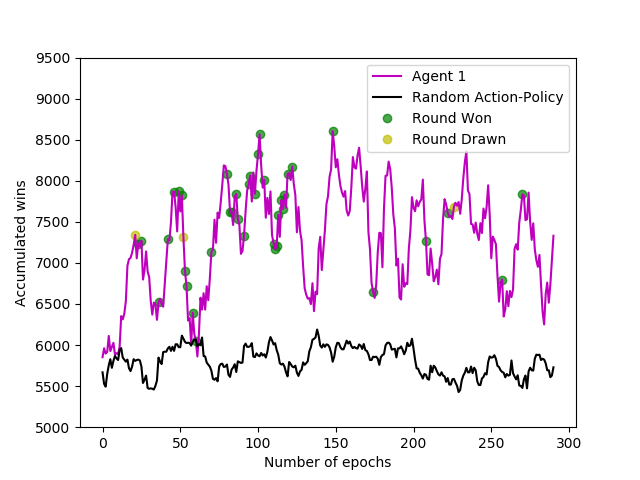 9500
9000
8500
8000
7500
7000
6500
6000
5500
5000
Accumulated wins
Agent 1
Random Action-Policy
Round Won
Round Drawn
0
50
100
150
200
250
300
Number of epochs